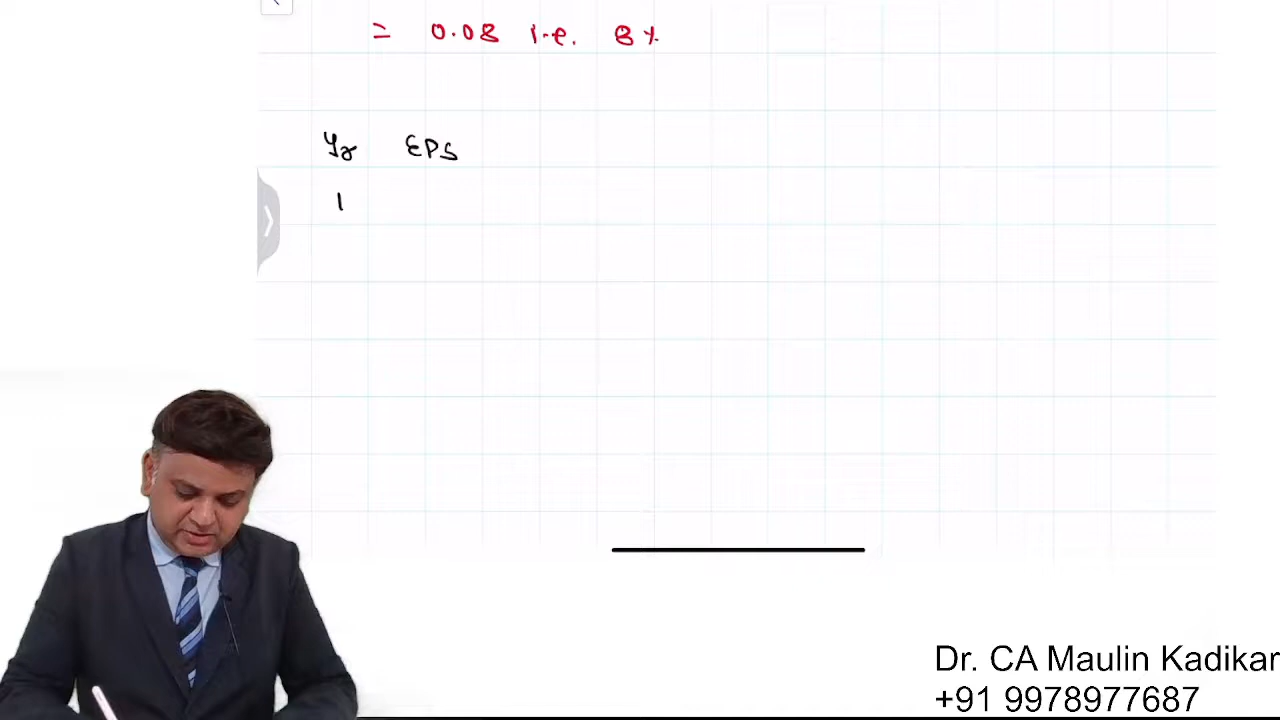 = 0.08 i.e. 8%
Yr EPS
1
Dr. CA Maulin Kadikar
+91 9978977687